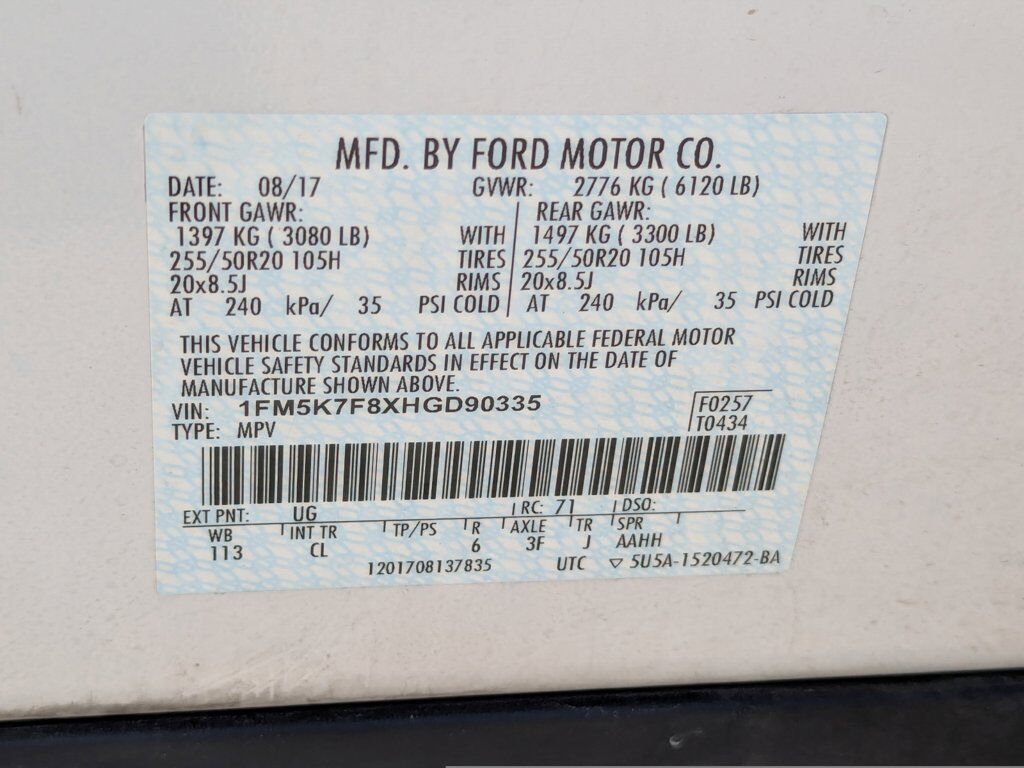 MFD. BY FORD MOTOR CO.
DATE: 08/17 GVWR: 2776 KG ( 6120 LB)
FRONT GAWR: REAR GAWR:
1397 KG ( 3080 LB) WITH 1497 KG ( 3300 LB) WITH
255/50R20 105H TIRES 255/50R20 105H TIRES
20x8.5J RIMS 20x8.5J RIMS
AT 240 kPa/ 35 PSI COLD AT 240 kPa/ 35 PSI COLD
THIS VEHICLE CONFORMS TO ALL APPLICABLE FEDERAL MOTOR
VEHICLE SAFETY STANDARDS IN EFFECT ON THE DATE OF
MANUFACTURE SHOWN ABOVE.
VIN: 1FM5K7F8XHGD90335 F0257
TYPE: MPV T0434
EXT PNT: UG RC: 71 DSO:
WB INT TR TP/PS R AXLE TR SPR
113 CL 6 3F J AAHH
1201708137835 UTC ▽ 5U5A-1520472-BA